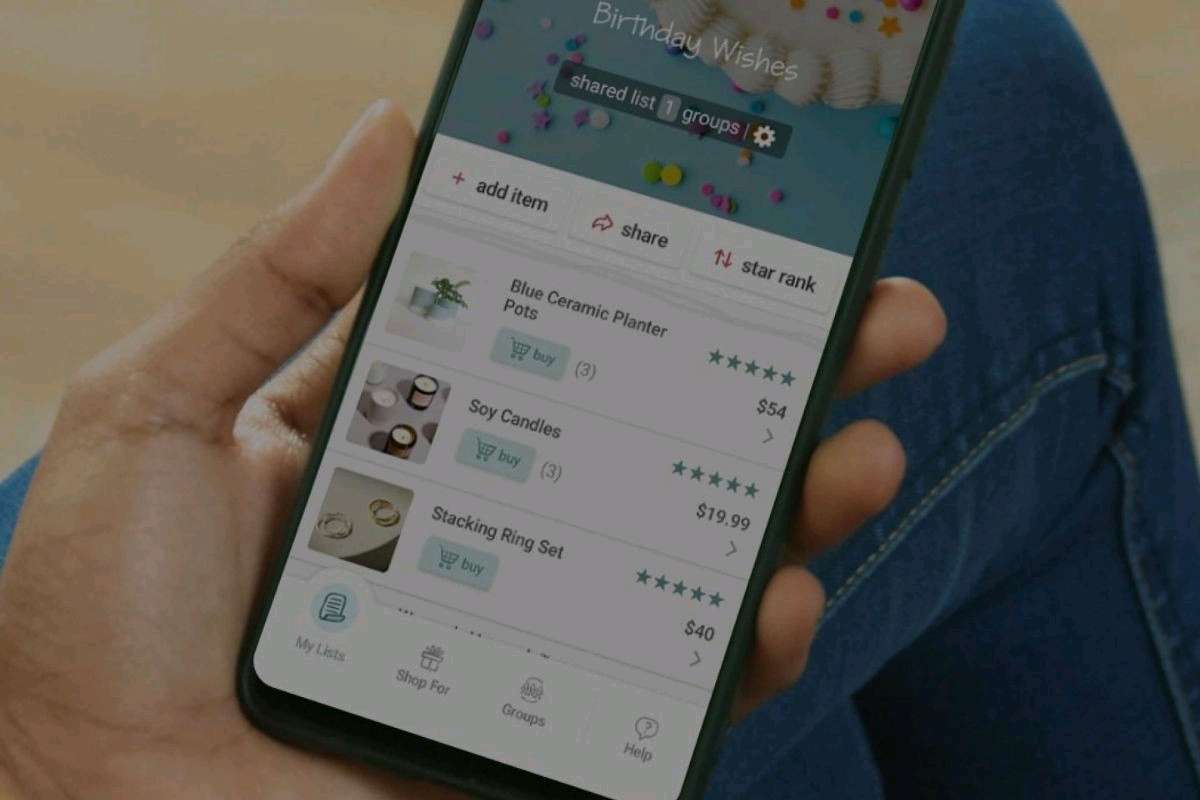 Birthday Wishes
shared list 1 groups |
+ add item
share
star rank
Blue Ceramic Planter
Pots
buy (3)
$54
Soy Candles
buy (3)
$19.99
Stacking Ring Set
buy
$40
My Lists
Shop For
Groups
Help